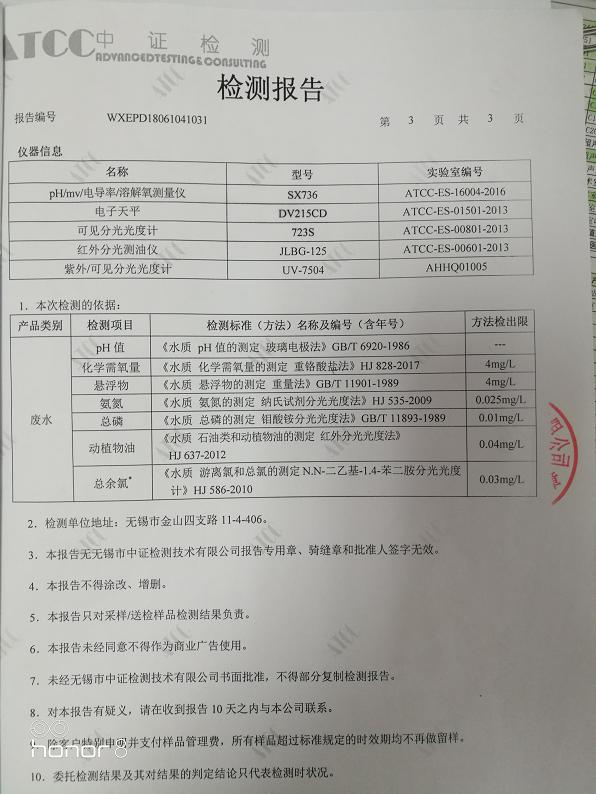 ATCC 中证检测
ADVANCEDTESTING&CONSULTING
检测报告
报告编号 WXEPD18061041031 第 3 页 共 3 页
仪器信息
名称 型号 实验室编号
pH/mv/电导率/溶解氧测量仪 SX736 ATCC-ES-16004-2016
电子天平 DV215CD ATCC-ES-01501-2013
可见分光光度计 723S ATCC-ES-00801-2013
红外分光测油仪 JLBG-125 ATCC-ES-00601-2013
紫外/可见分光光度计 UV-7504 AHHQ01005
1. 本次检测的依据:
产品类别 检测项目 检测标准(方法)名称及编号(含年号) 方法检出限
废水
pH 值 《水质 pH 值的测定 玻璃电极法》GB/T 6920-1986 ---
化学需氧量 《水质 化学需氧量的测定 重铬酸盐法》HJ 828-2017 4mg/L
悬浮物 《水质 悬浮物的测定 重量法》GB/T 11901-1989 4mg/L
氨氮 《水质 氨氮的测定 纳氏试剂分光光度法》HJ 535-2009 0.025mg/L
总磷 《水质 总磷的测定 钼酸铵分光光度法》GB/T 11893-1989 0.01mg/L
动植物油 《水质 石油类和动植物油的测定 红外分光光度法》
HJ 637-2012 0.04mg/L
总余氯* 《水质 游离氯和总氯的测定 N.N-二乙基-1.4-苯二胺分光光度
计》HJ 586-2010 0.03mg/L
2. 检测单位地址: 无锡市金山四支路 11-4-406。
3. 本报告无无锡市中证检测技术有限公司报告专用章、骑缝章和批准人签字无效。
4. 本报告不得涂改、增删。
5. 本报告只对采样/送检样品检测结果负责。
6. 本报告未经同意不得作为商业广告使用。
7. 未经无锡市中证检测技术有限公司书面批准,不得部分复制检测报告。
8. 对本报告有疑义,请在收到报告 10 天之内与本公司联系。
9. 除客户特别申明并支付样品管理费,所有样品超过标准规定的时效期均不再做留样。
10. 委托检测结果及其对结果的判定结论只代表检测时状况。
honor 8
公司